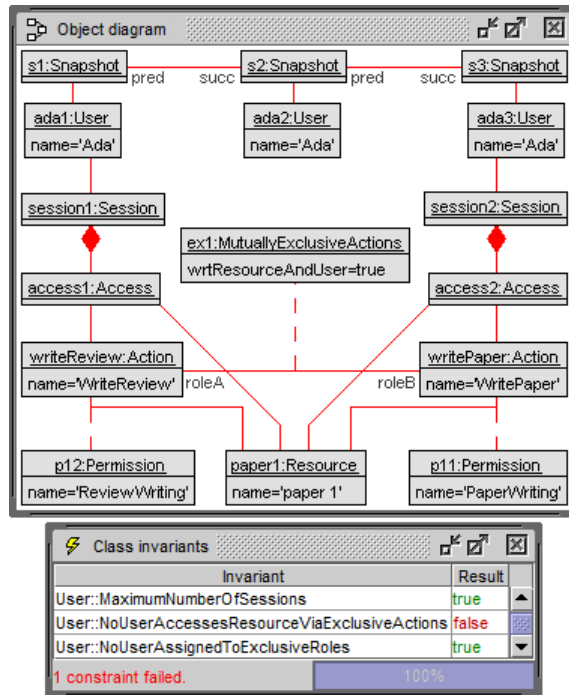 Object diagram
s1:Snapshot
s2:Snapshot
s3:Snapshot
pred
succ
pred
succ
ada1:User
name='Ada'
ada2:User
name='Ada'
ada3:User
name='Ada'
session1:Session
session2:Session
ex1:MutuallyExclusiveActions
wrtResourceAndUser=true
access1:Access
access2:Access
writeReview:Action
name='WriteReview'
roleA
roleB
writePaper:Action
name='WritePaper'
p12:Permission
name='ReviewWriting'
paper1:Resource
name='paper 1'
p11:Permission
name='PaperWriting'
Class invariants
Invariant Result
User::MaximumNumberOfSessions true
User::NoUserAccessesResourceViaExclusiveActions false
User::NoUserAssignedToExclusiveRoles true
1 constraint failed. 100%